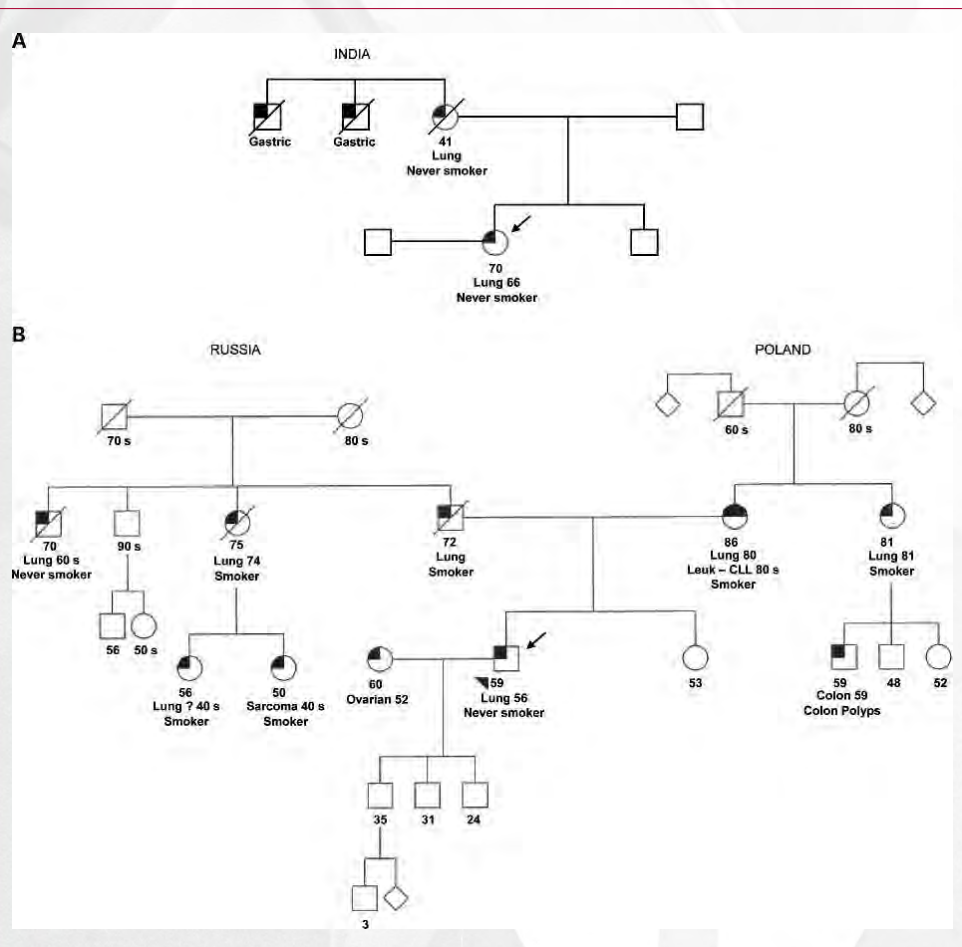 A
INDIA
Gastric
Gastric
41
Lung
Never smoker
70
Lung 66
Never smoker
B
RUSSIA
POLAND
70 s
80 s
60 s
80 s
70
Lung 60 s
Never smoker
90 s
75
Lung 74
Smoker
72
Lung
Smoker
86
Lung 80
Leuk – CLL 80 s
Smoker
81
Lung 81
Smoker
56
50 s
56
Lung ? 40 s
Smoker
50
Sarcoma 40 s
Smoker
60
Ovarian 52
59
Lung 56
Never smoker
53
59
Colon 59
Colon Polyps
48
52
35
31
24
3